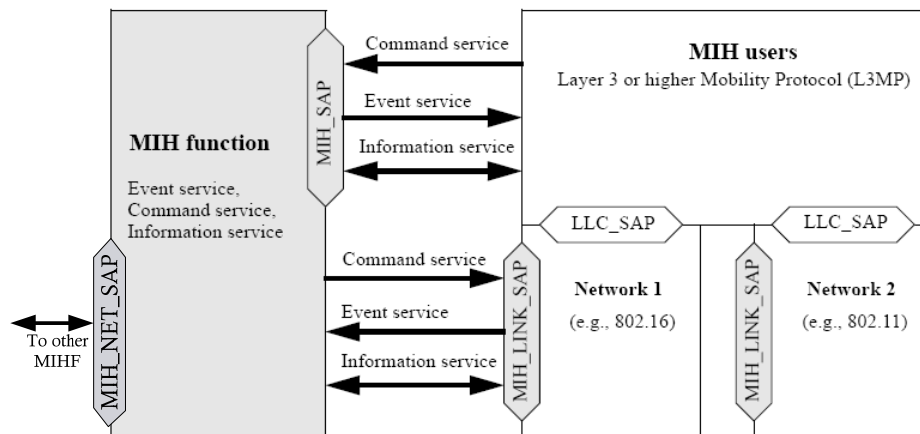 Command service
MIH users
Layer 3 or higher Mobility Protocol (L3MP)
MIH_SAP
Event service
MIH function
Information service
Event service,
Command service,
Information service
LLC_SAP
LLC_SAP
MIH_NET_SAP
Command service
MIH_LINK_SAP
Network 1
MIH_LINK_SAP
Network 2
Event service
(e.g., 802.16)
(e.g., 802.11)
To other
MIHF
Information service